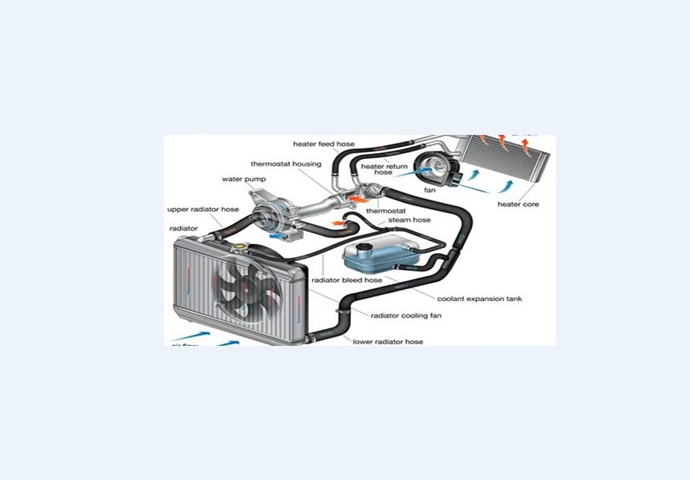 heater feed hose
thermostat housing
heater return
hose
water pump
fan
heater core
upper radiator hose
thermostat
steam hose
radiator
radiator bleed hose
coolant expansion tank
radiator cooling fan
lower radiator hose